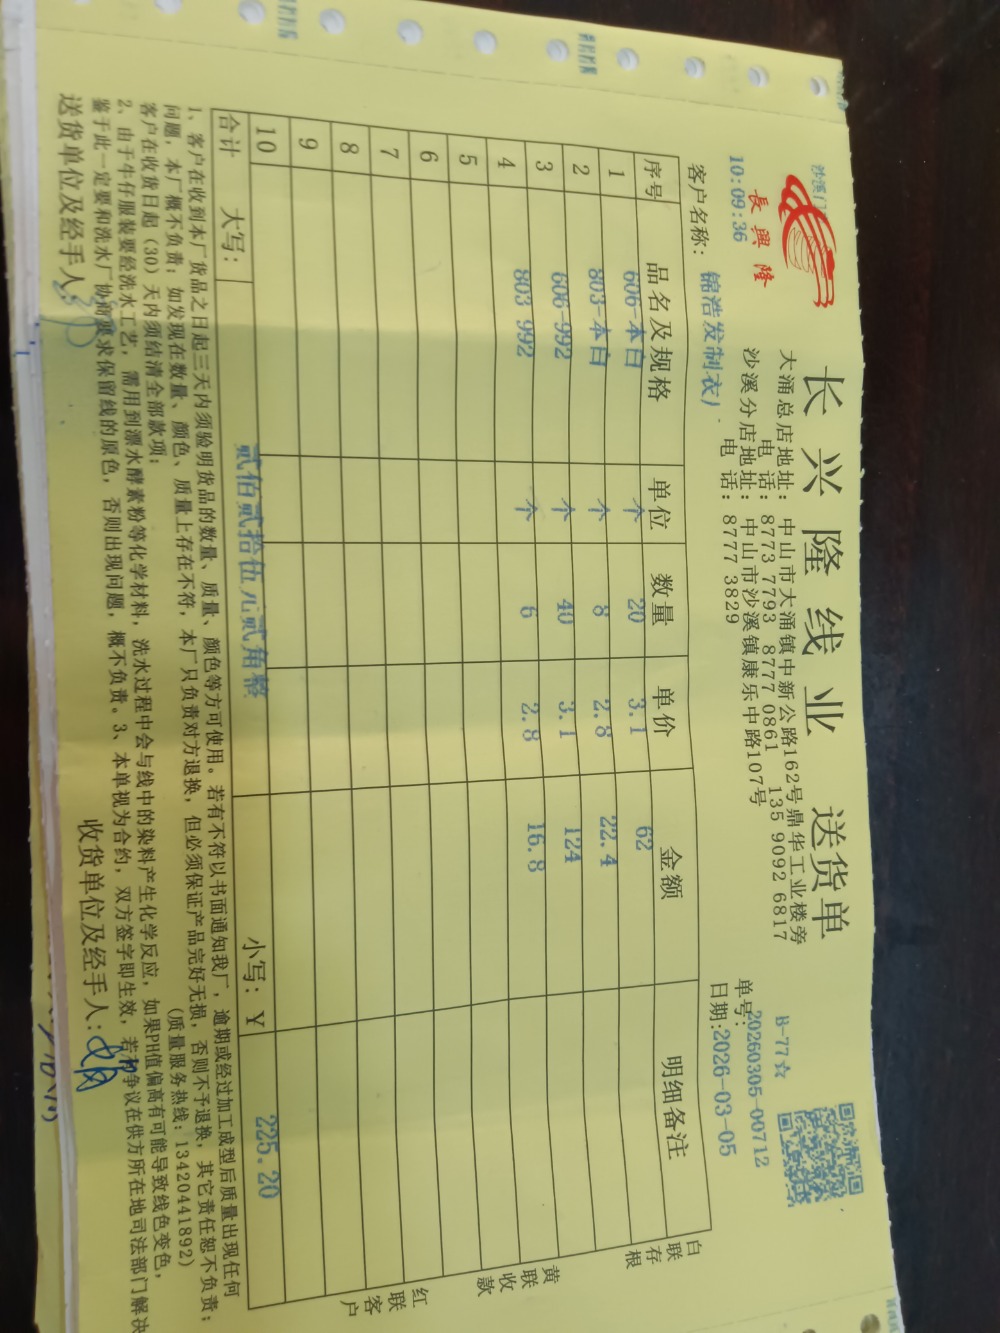 长兴隆线业 送货单
沙溪门
長興隆
10:09:36
大涌总店地址: 中山市大涌镇中新公路162号鼎华工业楼旁
电 话: 8773 7793 8777 0861 135 9092 6817
沙溪分店地址: 中山市沙溪镇康乐中路107号
电 话: 8777 3829
B-77☆
单号:20260305-00712
日期:2026-03-05
客户名称: 锦浩发制衣)
序号 品名及规格 单位 数量 单价 金额 明细备注
1 606-本白 个 20 3.1 62
2 803-本白 个 8 2.8 22.4
3 606-992 个 40 3.1 124
4 803 992 个 6 2.8 16.8
5
6
7
8
9
10
合计 大写: 贰佰贰拾伍元贰角整 小写: Y 225.20
白联存根
黄联收款
红联客户
1、客户在收到本厂货品之日起三天内须验明货品的数量、质量、颜色等方可使用。若有不符以书面通知我厂,逾期或经过加工成型后质量出现任何
问题,本厂概不负责;如发现在数量、颜色、质量上存在不符,本厂只负责对方退换,但必须保证产品完好无损,否则不予退换,其它责任恕不负责;
客户在收货日起(30)天内须结清全部款项; (质量服务热线:13420441892)
2、由于牛仔服装要经洗水工艺,需用到漂水酵素粉等化学材料,洗水过程中会与线中的染料产生化学反应,如果PH值偏高有可能导致线色变色,
鉴于此一定要和洗水厂协商要求保留线的原色,否则出现问题,概不负责。3、本单视为合约,双方签字即生效,若有争议在供方所在地司法部门解决
送货单位及经手人: 收货单位及经手人: